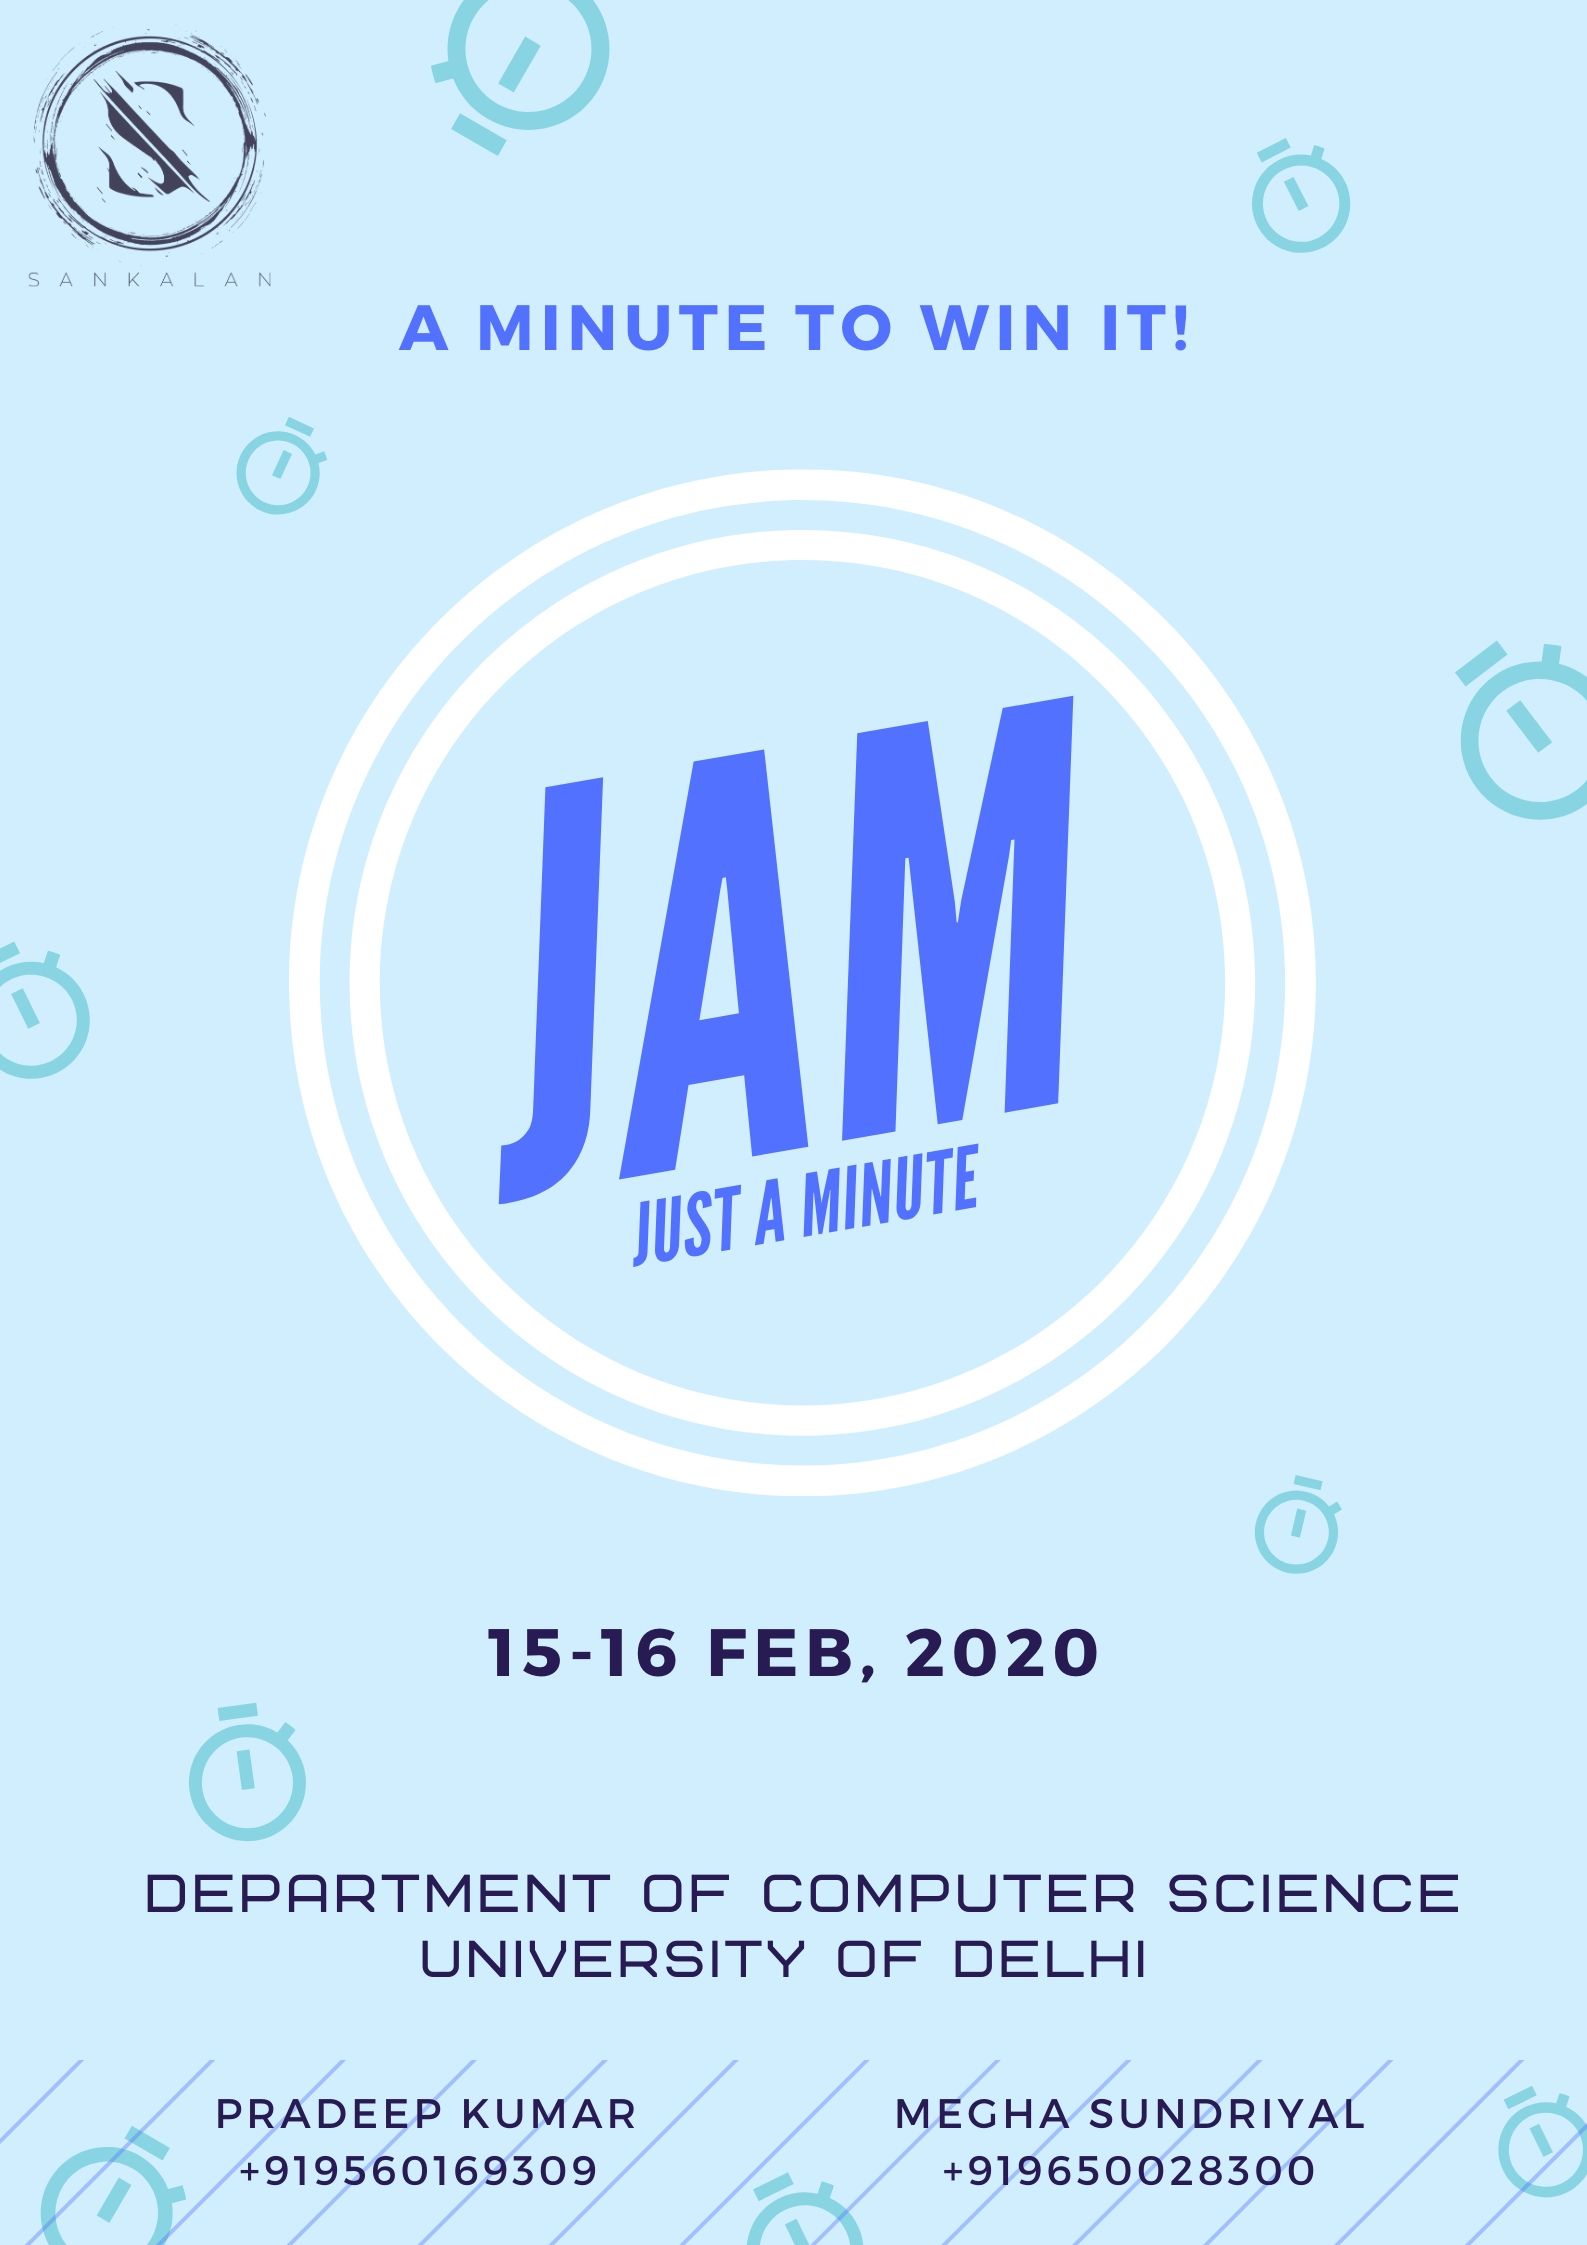 SANKALAN
A MINUTE TO WIN IT!
JAM
JUST A MINUTE
15-16 FEB, 2020
DEPARTMENT OF COMPUTER SCIENCE
UNIVERSITY OF DELHI
PRADEEP KUMAR
+919560169309
MEGHA SUNDRIYAL
+919650028300